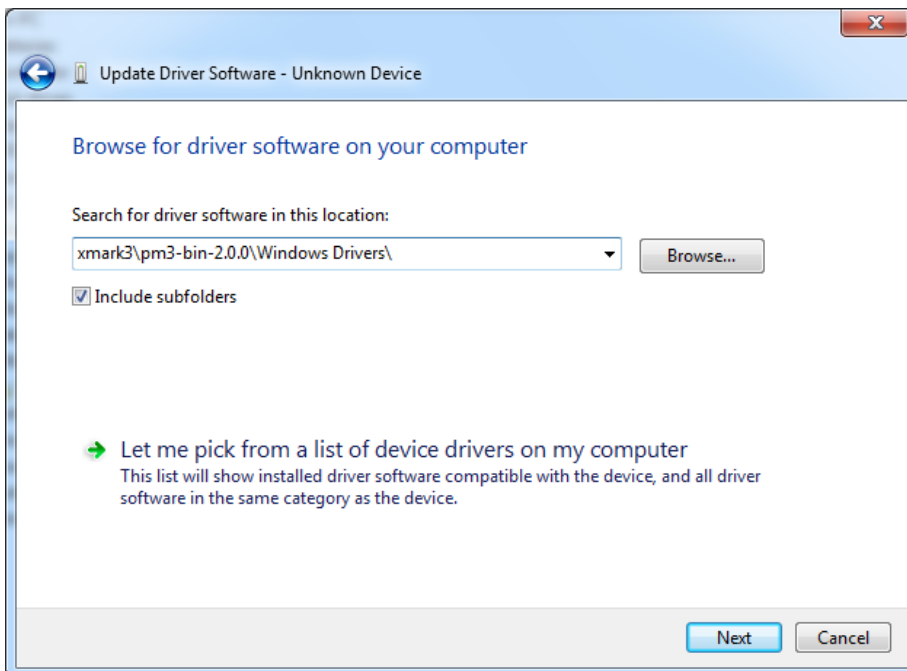 Update Driver Software - Unknown Device
Browse for driver software on your computer
Search for driver software in this location:
xmark3\pm3-bin-2.0.0\Windows Drivers\
Browse...
Include subfolders
Let me pick from a list of device drivers on my computer
This list will show installed driver software compatible with the device, and all driver
software in the same category as the device.
Next
Cancel